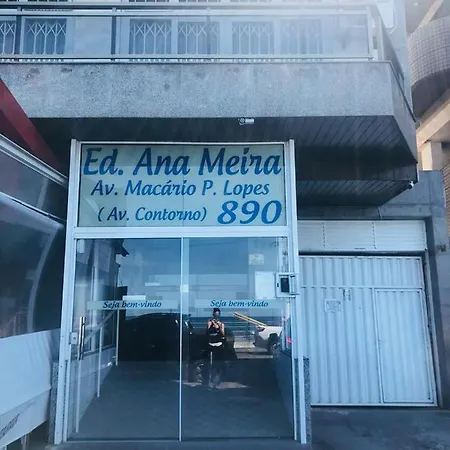 Ed. Ana Meira
Av. Macário P. Lopes
( Av. Contorno) 890
Seja bem-vindo Seja bem-vindo